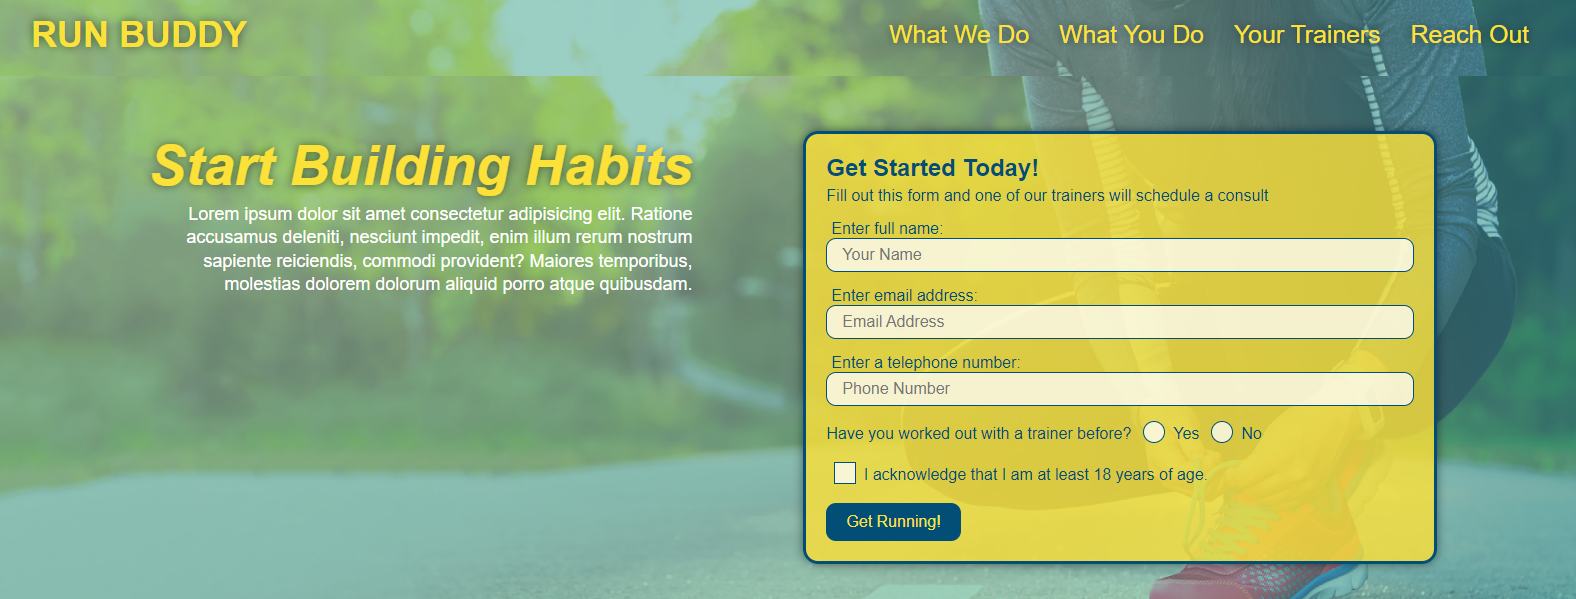 RUN BUDDY
What We Do What You Do Your Trainers Reach Out
Start Building Habits
Lorem ipsum dolor sit amet consectetur adipisicing elit. Ratione
accusamus deleniti, nesciunt impedit, enim illum rerum nostrum
sapiente reiciendis, commodi provident? Maiores temporibus,
molestias dolorem dolorum aliquid porro atque quibusdam.
Get Started Today!
Fill out this form and one of our trainers will schedule a consult
Enter full name:
Your Name
Enter email address:
Email Address
Enter a telephone number:
Phone Number
Have you worked out with a trainer before? Yes No
I acknowledge that I am at least 18 years of age.
Get Running!